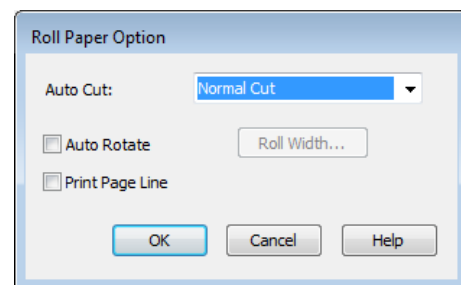 Roll Paper Option
Auto Cut: Normal Cut
Auto Rotate Roll Width...
Print Page Line
OK Cancel Help